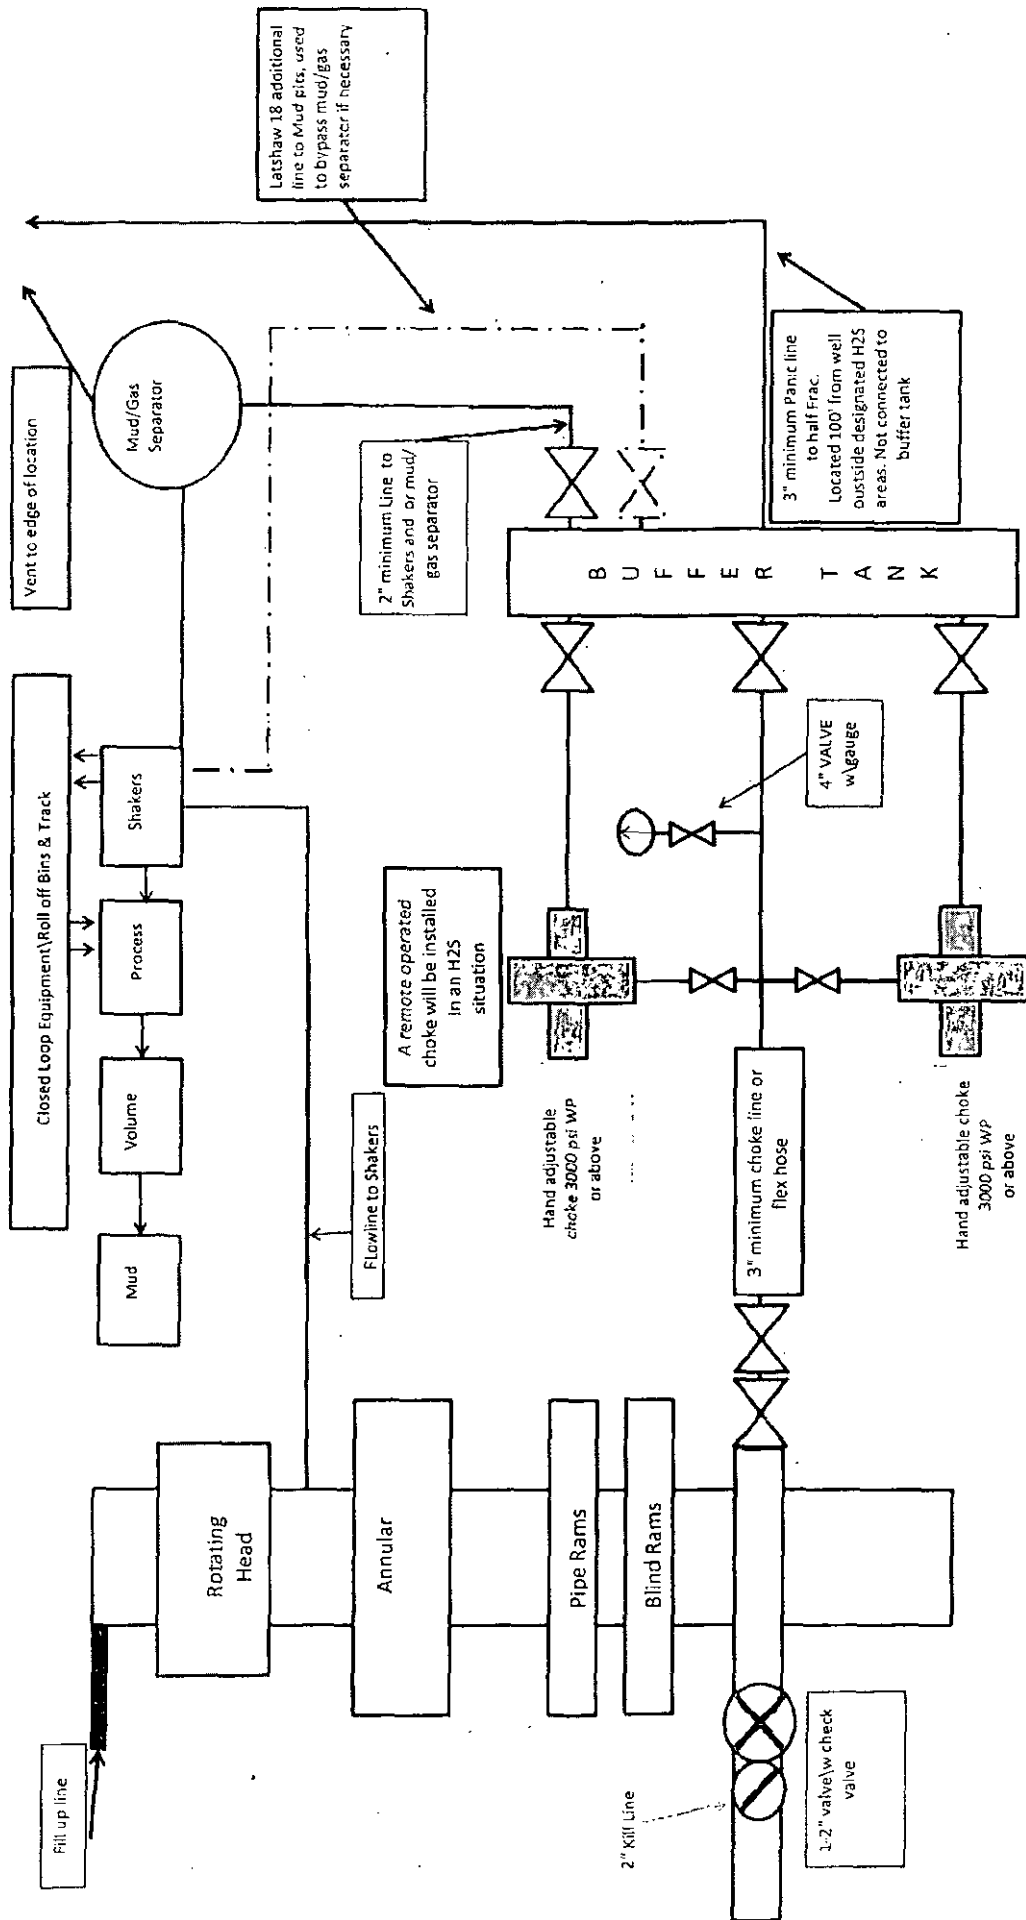 Fill up line
Rotating
Head
Annular
Pipe Rams
Blind Rams
2" Kill Line
1-2" valve\w check
valve
Closed Loop Equipment\Roll off Bins & Track
Mud
Volume
Process
Shakers
FLowline to Shakers
Vent to edge of location
Mud/Gas
Separator
Latshaw 18 additional
line to Mud pits, used
to bypass mud/gas
separator if necessary
2" minimum Line to
Shakers and or mud/
gas separator
A remote operated
choke will be installed
In an H2S
situation
Hand adjustable
choke 3000 psi WP
or above
3" minimum choke line or
flex hose
4" VALVE
w\gauge
Hand adjustable choke
3000 psi WP
or above
BUFFER TANK
3" minimum Panic line
to half Frac.
Located 100' from well
oustside designated H2S
areas. Not connected to
buffer tank